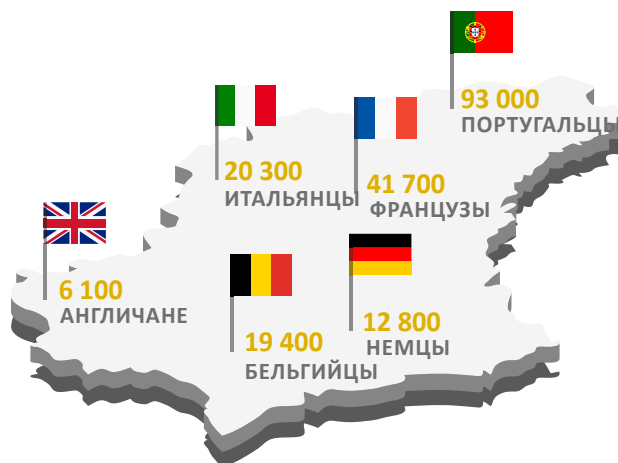 93 000
ПОРТУГАЛЬЦЫ
20 300
ИТАЛЬЯНЦЫ
41 700
ФРАНЦУЗЫ
6 100
АНГЛИЧАНЕ
19 400
БЕЛЬГИЙЦЫ
12 800
НЕМЦЫ